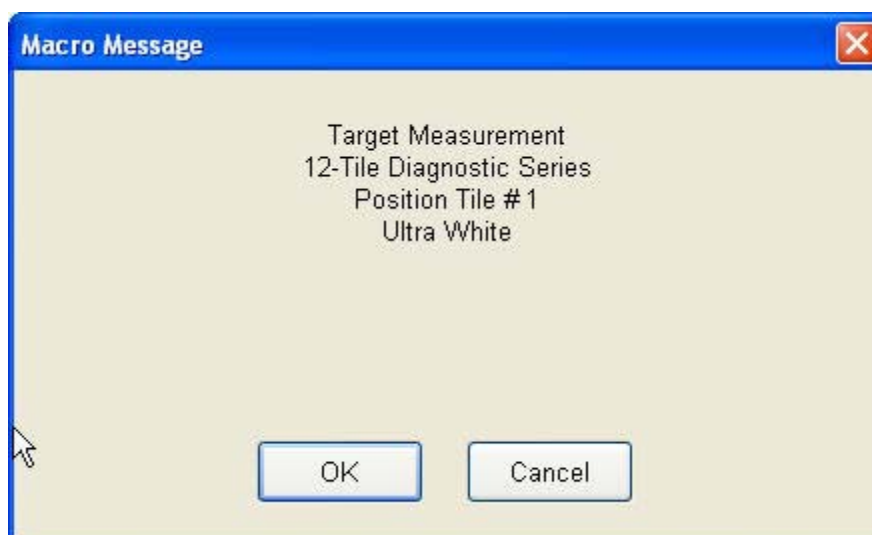 Macro Message
Target Measurement
12-Tile Diagnostic Series
Position Tile # 1
Ultra White
OK
Cancel